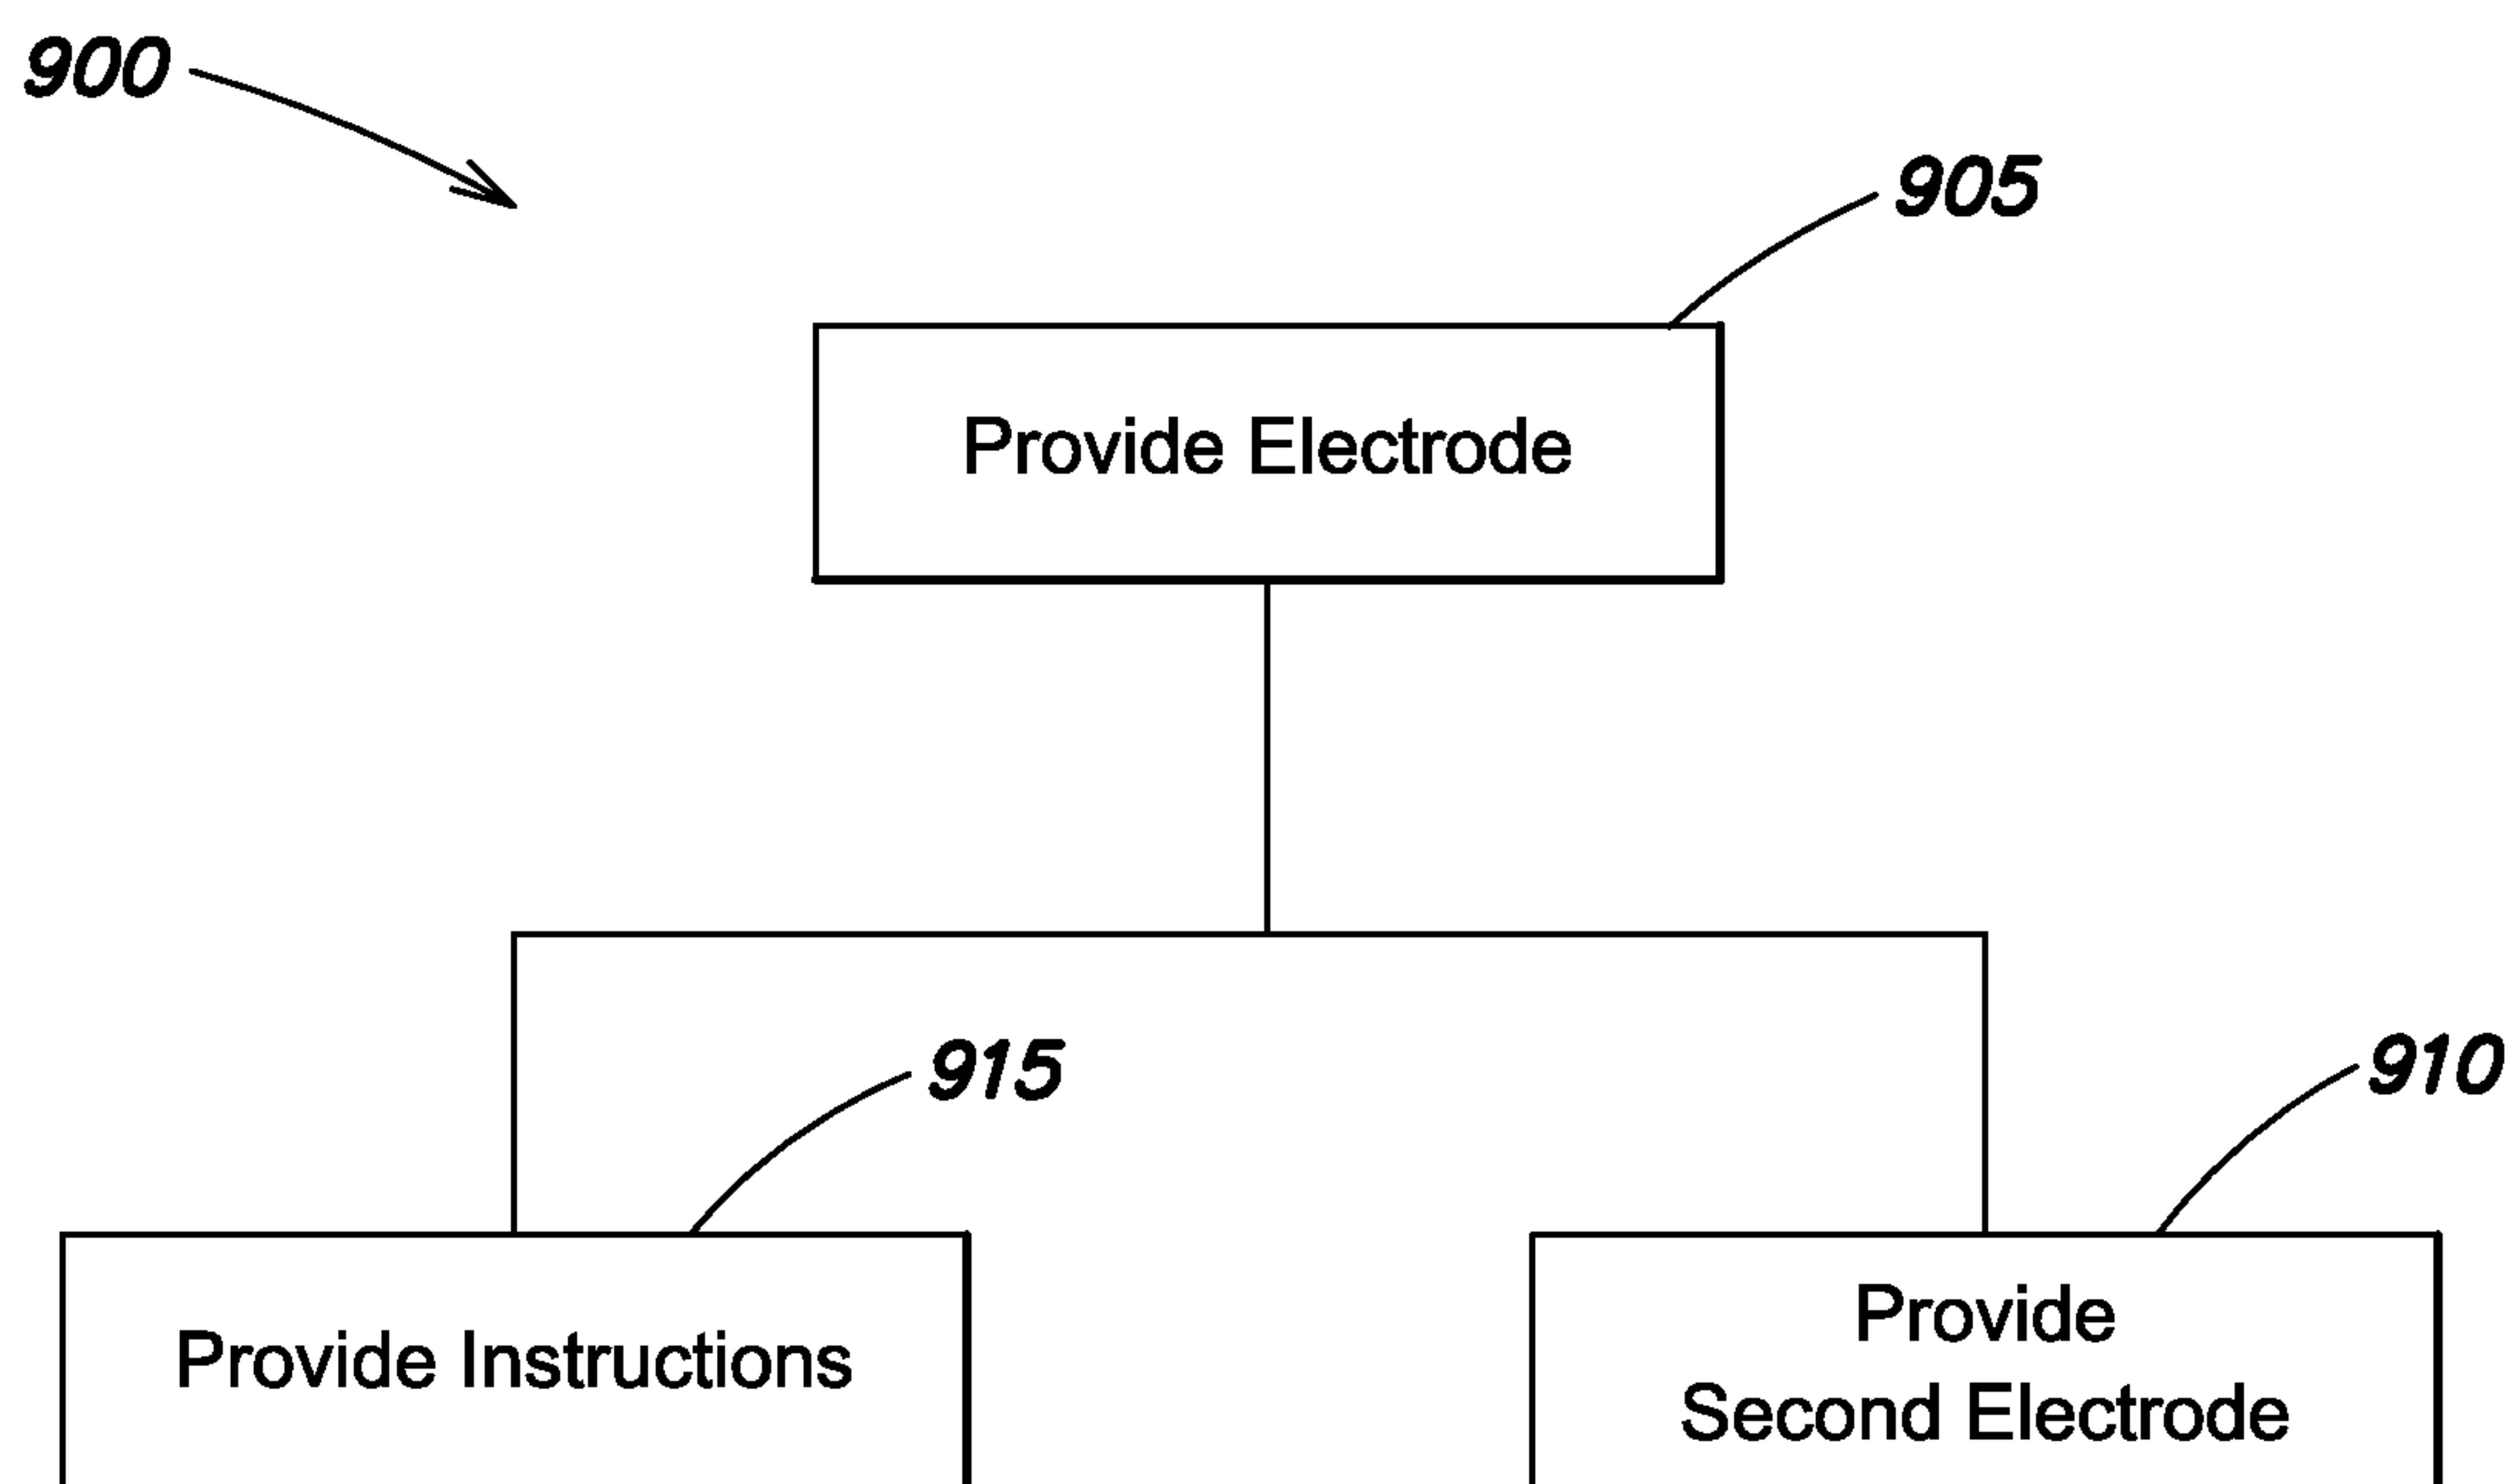 900
905
Provide Electrode
915
910
Provide Instructions
Provide
Second Electrode